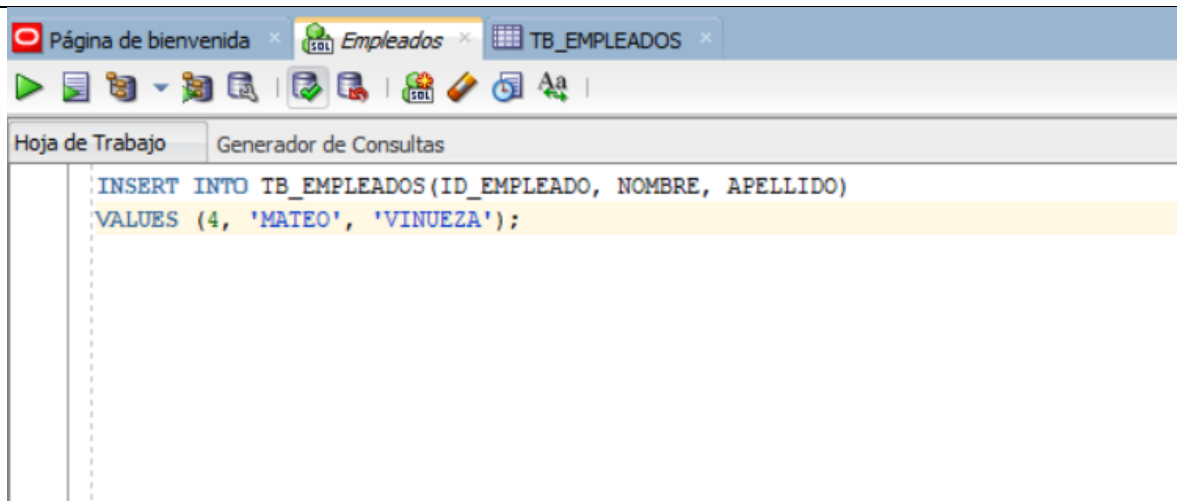 Página de bienvenida Empleados TB_EMPLEADOS
Hoja de Trabajo Generador de Consultas
INSERT INTO TB_EMPLEADOS(ID_EMPLEADO, NOMBRE, APELLIDO)
VALUES (4, 'MATEO', 'VINUEZA');